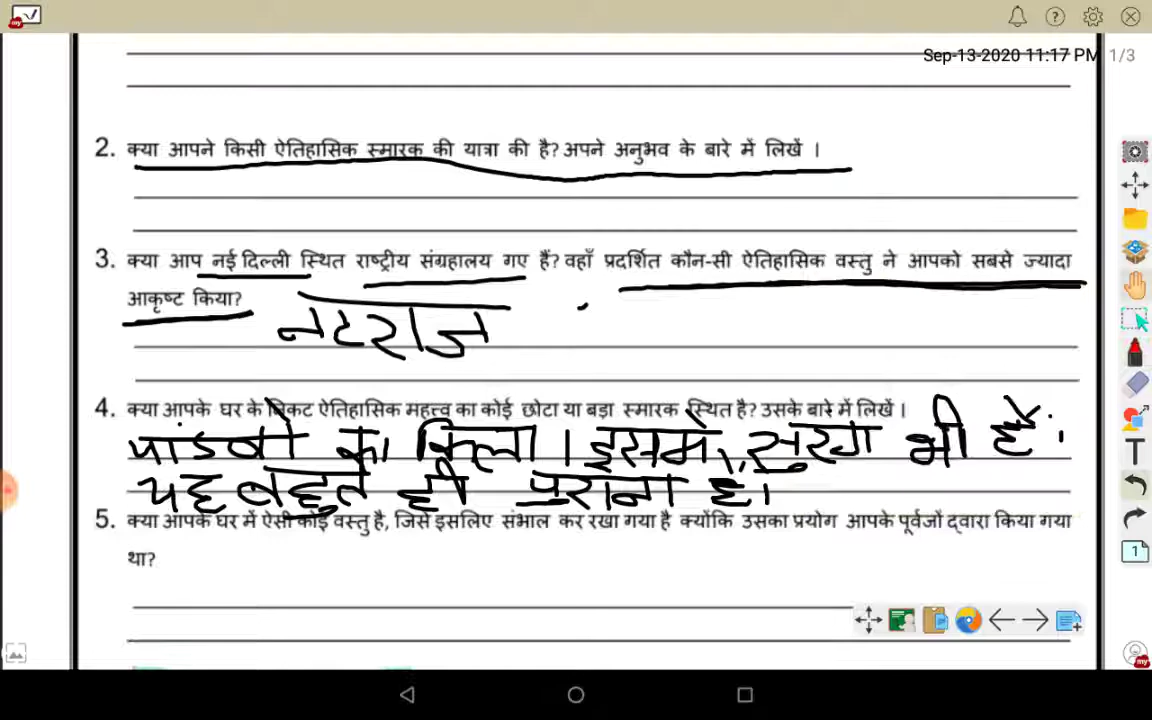 Sep-13-2020 11:17 PM 1/3
2. क्या आपने किसी ऐतिहासिक स्मारक की यात्रा की है? अपने अनुभव के बारे में लिखें ।
3. क्या आप नई दिल्ली स्थित राष्ट्रीय संग्रहालय गए हैं? वहाँ प्रदर्शित कौन-सी ऐतिहासिक वस्तु ने आपको सबसे ज्यादा
आकृष्ट किया?
नटराज
4. क्या आपके घर के निकट ऐतिहासिक महत्व का कोई छोटा या बड़ा स्मारक स्थित है? उसके बारे में लिखें ।
पांडवो का किला । इसमे सुरंग भी हैं।
यह बहुत ही पुराना है।
5. क्या आपके घर में ऐसी कोई वस्तु है, जिसे इसलिए संभाल कर रखा गया है क्योंकि उसका प्रयोग आपके पूर्वजों द्वारा किया गया
था?
1